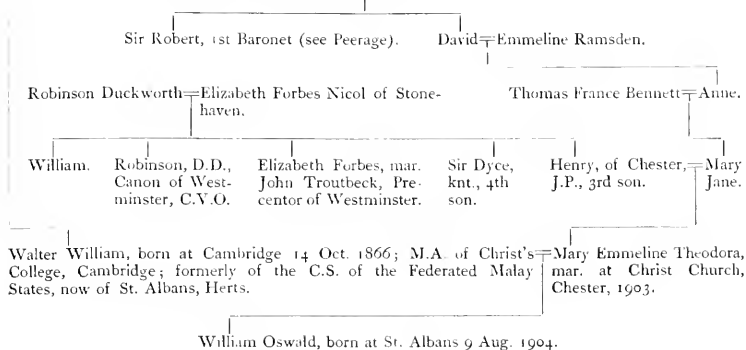 Sir Robert, 1st Baronet (see Peerage). David=Emmeline Ramsden.
Robinson Duckworth=Elizabeth Forbes Nicol of Stone-
haven.
Thomas France Bennett=Anne.
William.
Robinson, D.D.,
Canon of West-
minster, C.V.O.
Elizabeth Forbes, mar.
John Troutbeck, Pre-
centor of Westminster.
Sir Dyce,
knt., 4th
son.
Henry, of Chester,=Mary
J.P., 3rd son. Jane.
Walter William, born at Cambridge 14 Oct. 1866; M.A. of Christ's
College, Cambridge; formerly of the C.S. of the Federated Malay
States, now of St. Albans, Herts.
=Mary Emmeline Theodora,
mar. at Christ Church,
Chester, 1903.
William Oswald, born at St. Albans 9 Aug. 1904.